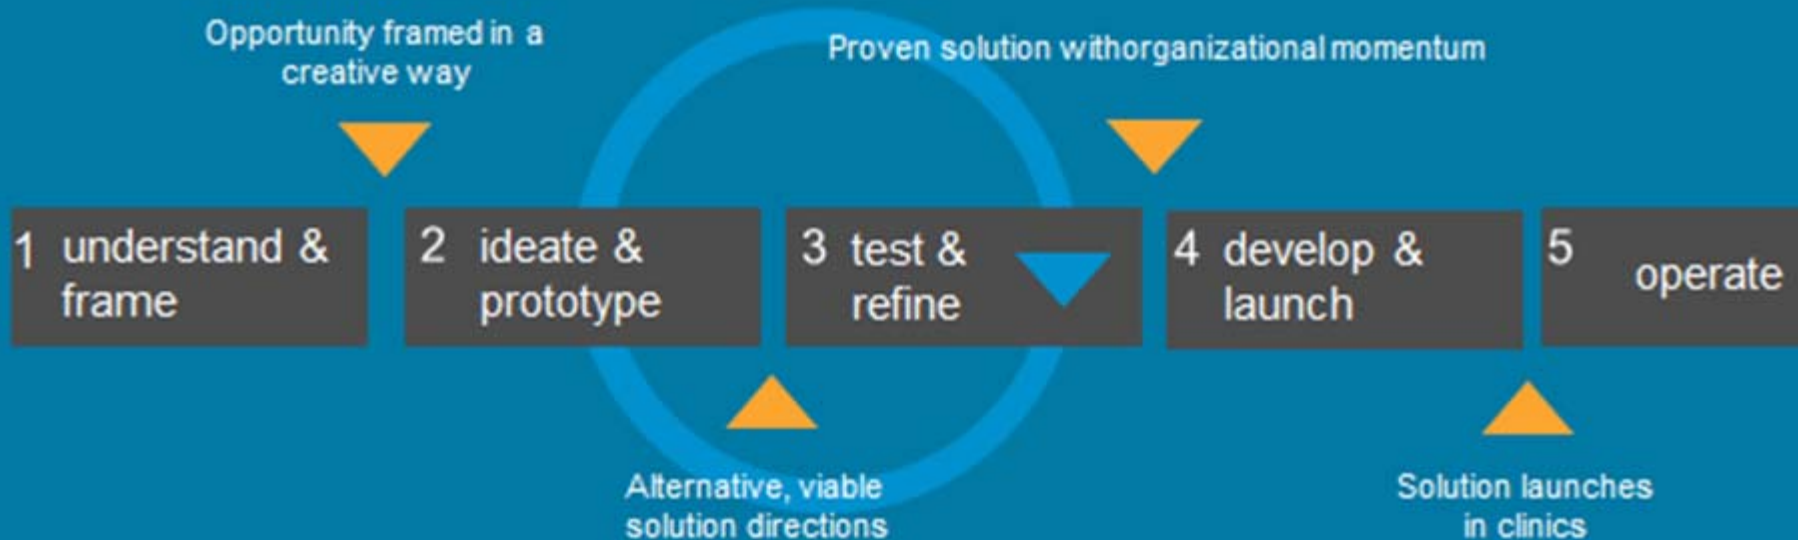 Opportunity framed in a
creative way
Proven solution withorganizational momentum
1 understand &
frame
2 ideate &
prototype
3 test &
refine
4 develop &
launch
5 operate
Alternative, viable
solution directions
Solution launches
in clinics